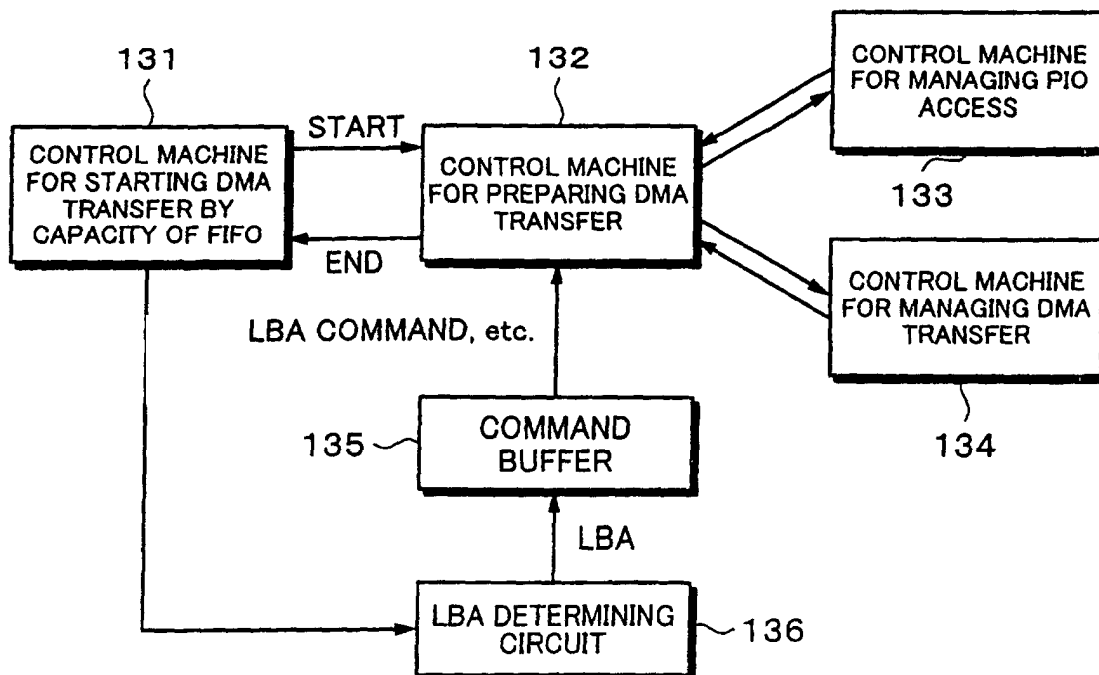 131
CONTROL MACHINE
FOR STARTING DMA
TRANSFER BY
CAPACITY OF FIFO
START
END
132
CONTROL MACHINE
FOR PREPARING DMA
TRANSFER
CONTROL MACHINE
FOR MANAGING PIO
ACCESS
133
CONTROL MACHINE
FOR MANAGING DMA
TRANSFER
134
LBA COMMAND, etc.
135
COMMAND
BUFFER
LBA
LBA DETERMINING
CIRCUIT
136